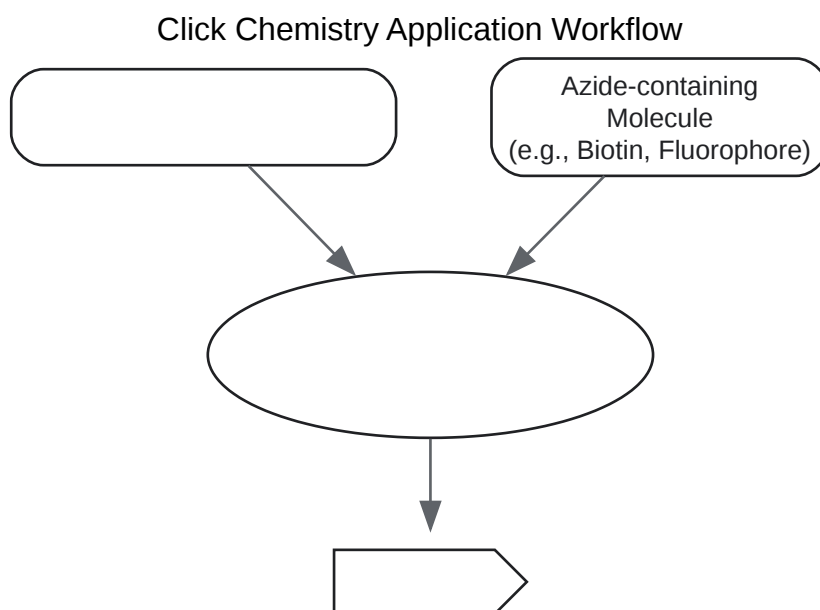 Click Chemistry Application Workflow
Azide-containing
Molecule
(e.g., Biotin, Fluorophore)